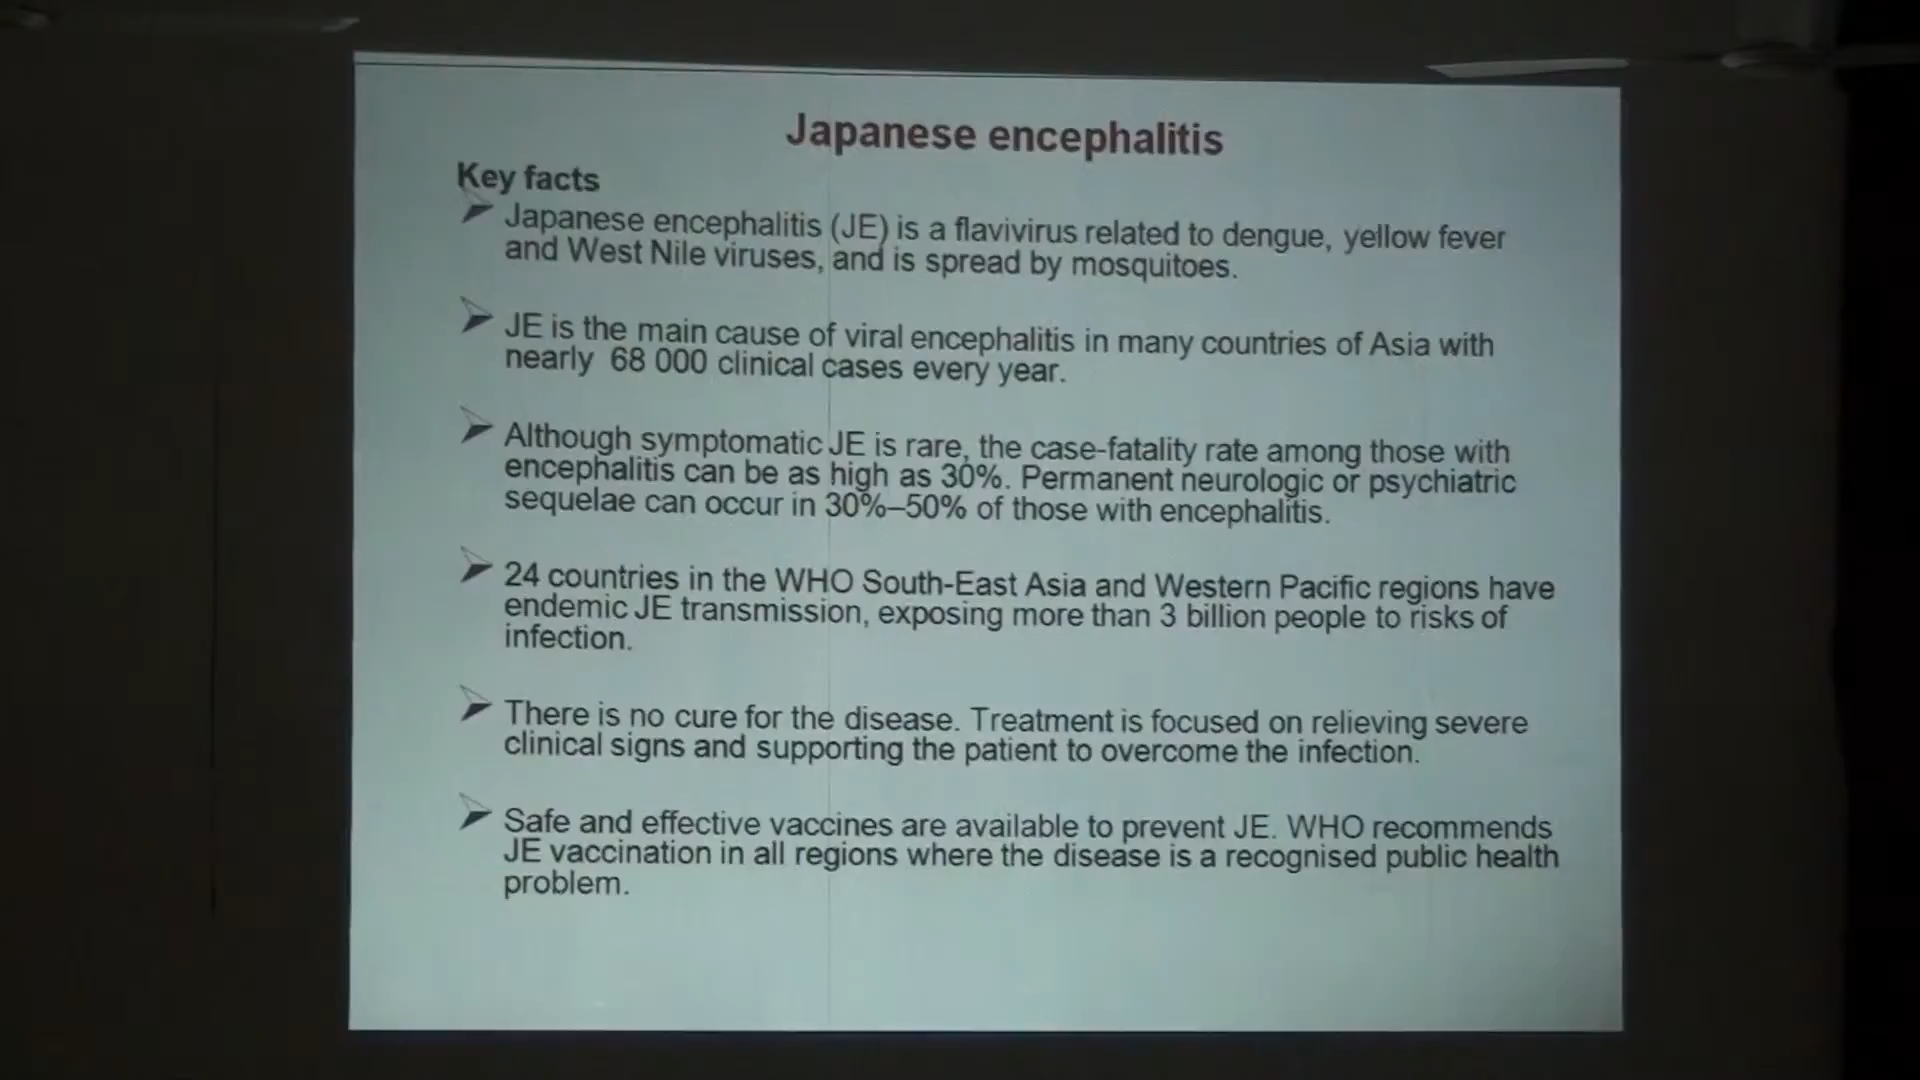 Japanese encephalitis
Key facts
Japanese encephalitis (JE) is a flavivirus related to dengue, yellow fever
and West Nile viruses, and is spread by mosquitoes.
JE is the main cause of viral encephalitis in many countries of Asia with
nearly 68 000 clinical cases every year.
Although symptomatic JE is rare, the case-fatality rate among those with
encephalitis can be as high as 30%. Permanent neurologic or psychiatric
sequelae can occur in 30%–50% of those with encephalitis.
24 countries in the WHO South-East Asia and Western Pacific regions have
endemic JE transmission, exposing more than 3 billion people to risks of
infection.
There is no cure for the disease. Treatment is focused on relieving severe
clinical signs and supporting the patient to overcome the infection.
Safe and effective vaccines are available to prevent JE. WHO recommends
JE vaccination in all regions where the disease is a recognised public health
problem.